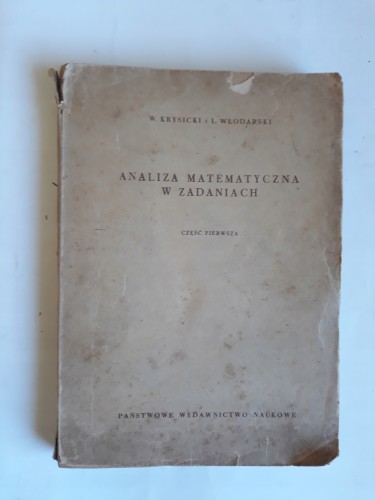 W. KRYSICKI i L. WŁODARSKI
ANALIZA MATEMATYCZNA
W ZADANIACH
CZĘŚĆ PIERWSZA
PAŃSTWOWE WYDAWNICTWO NAUKOWE